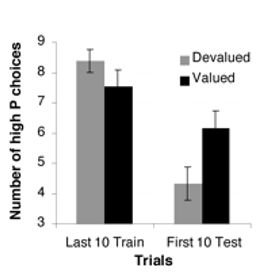 Number of high P choices
9
8
7
6
5
4
3
Devalued
Valued
Last 10 Train
First 10 Test
Trials